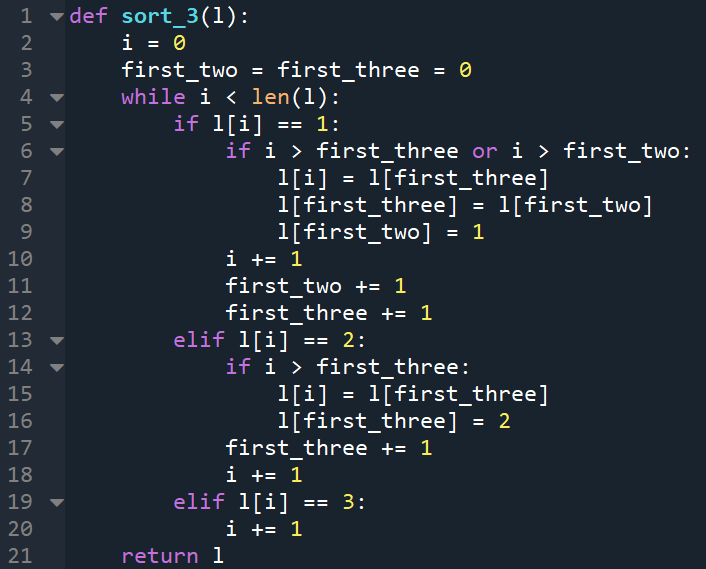 1 def sort_3(l):
2     i = 0
3     first_two = first_three = 0
4     while i < len(l):
5         if l[i] == 1:
6             if i > first_three or i > first_two:
7                 l[i] = l[first_three]
8                 l[first_three] = l[first_two]
9                 l[first_two] = 1
10             i += 1
11             first_two += 1
12             first_three += 1
13         elif l[i] == 2:
14             if i > first_three:
15                 l[i] = l[first_three]
16                 l[first_three] = 2
17             first_three += 1
18             i += 1
19         elif l[i] == 3:
20             i += 1
21     return l